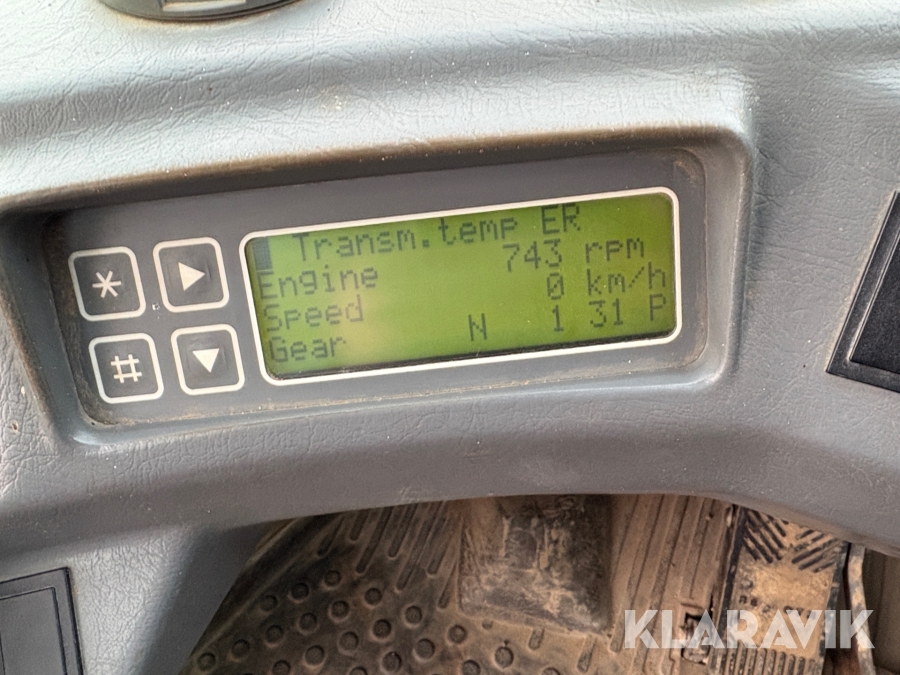 Transm.temp ER
Engine 743 rpm
Speed 0 km/h
Gear N 1 31 P
*
#
KLARAVIK